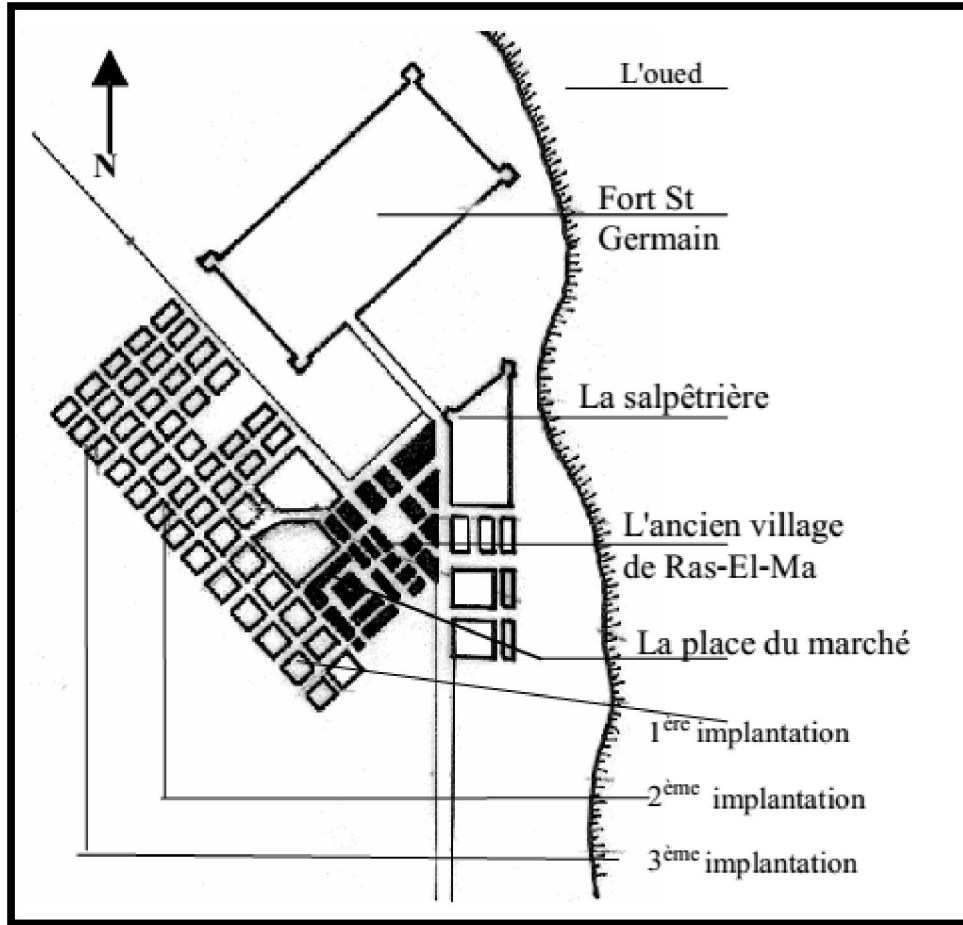 L'oued
N
Fort St
Germain
La salpêtrière
L'ancien village
de Ras-El-Ma
La place du marché
1ère implantation
2ème implantation
3ème implantation